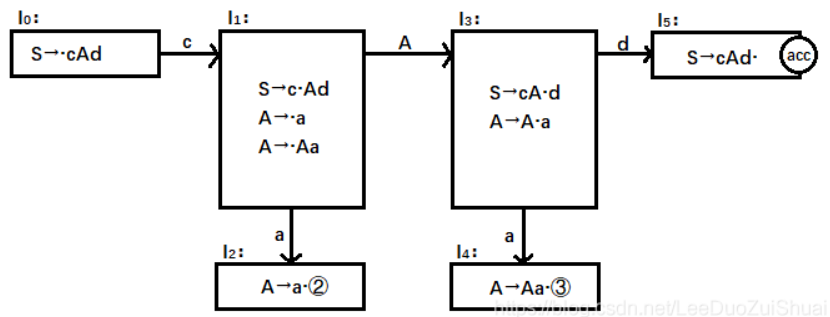 I₀:
S→·cAd
c
I₁:
S→c·Ad
A→·a
A→·Aa
A
I₃:
S→cA·d
A→A·a
d
I₅:
S→cAd·
acc
a
I₂:
A→a·②
a
I₄:
A→Aa·③
https://blog.csdn.net/LeeDuoZuiShuai